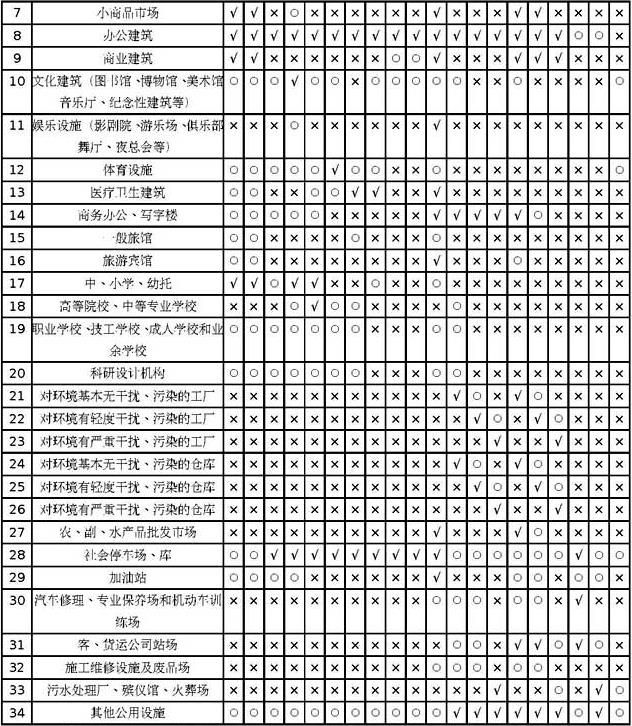 7 小商品市场 √ √ × ○ × × × × × × √ × × × √ √ × × × ×
8 办公建筑 √ √ √ √ √ √ √ √ √ √ √ √ √ √ √ √ √ ○ ○ ×
9 商业建筑 √ √ × × × × × × ○ ○ √ × × × √ √ √ × × ×
10 文化建筑（图书馆、博物馆、美术馆 ○ ○ ○ √ ○ ○ × ○ ○ ○ ○ ○ × × ○ × × × × ○
音乐厅、纪念性建筑等）
11 娱乐设施（影剧院、游乐场、俱乐部 × × × ○ × × × × × × √ × × × × × × × × ×
舞厅、夜总会等）
12 体育设施 ○ ○ ○ ○ ○ √ ○ ○ × × ○ × × × × × × × × ○
13 医疗卫生建筑 ○ ○ × × ○ ○ √ √ × × √ × × × × × × × × ×
14 商务办公、写字楼 ○ ○ ○ ○ ○ × × × × × √ √ √ √ √ ○ × × × ×
15 一般旅馆 ○ ○ × × × × ○ × × × ○ × × × × × × × × ×
16 旅游宾馆 ○ ○ × × × × × × × × √ × × × ○ × × × × ×
17 中、小学、幼托 √ √ ○ √ √ × × ○ × × ○ × × × × × × × × ×
18 高等院校、中等专业学校 × × × ○ √ ○ ○ × × × × ○ × × × × × × × ×
19 职业学校、技工学校、成人学校和业 ○ ○ ○ ○ ○ ○ ○ × × × ○ ○ × × × × × × × ×
余学校
20 科研设计机构 ○ ○ ○ ○ ○ ○ ○ × × × ○ ○ × × × × × × × ×
21 对环境基本无干扰、污染的工厂 × × × × × × × × × × × √ ○ × √ ○ × × × ×
22 对环境有轻度干扰、污染的工厂 × × × × × × × × × × × × √ ○ × √ ○ × × ×
23 对环境有严重干扰、污染的工厂 × × × × × × × × × × × × × √ × × √ × × ×
24 对环境基本无干扰、污染的仓库 × × × × × × × × × × × √ ○ × √ ○ × × × ×
25 对环境有轻度干扰、污染的仓库 × × × × × × × × × × × × √ ○ × √ ○ × × ×
26 对环境有严重干扰、污染的仓库 × × × × × × × × × × × × × √ × × √ × × ×
27 农、副、水产品批发市场 × × × × × × × × × × √ × × × √ ○ × × × ×
28 社会停车场、库 ○ ○ √ √ √ √ √ √ √ √ √ ○ ○ ○ ○ ○ ○ √ ○ ○
29 加油站 ○ ○ ○ ○ × × × × × × √ × × × ○ ○ × ○ ○ ×
30 汽车修理、专业保养场和机动车训 × × × × × × × × × × ○ ○ ○ × ○ ○ × √ × ×
练场
31 客、货运公司站场 × × × × × × × × × × × ○ ○ × √ √ ○ √ ○ ×
32 施工维修设施及废品场 × × × × × × × × × × ○ ○ ○ × ○ ○ × × × ×
33 污水处理厂、殡仪馆、火葬场 × × × × × × × × × × × × × √ × × ○ × √ ×
34 其他公用设施 ○ ○ ○ ○ ○ ○ ○ ○ ○ ○ ○ √ √ √ √ √ √ ○ √ ○